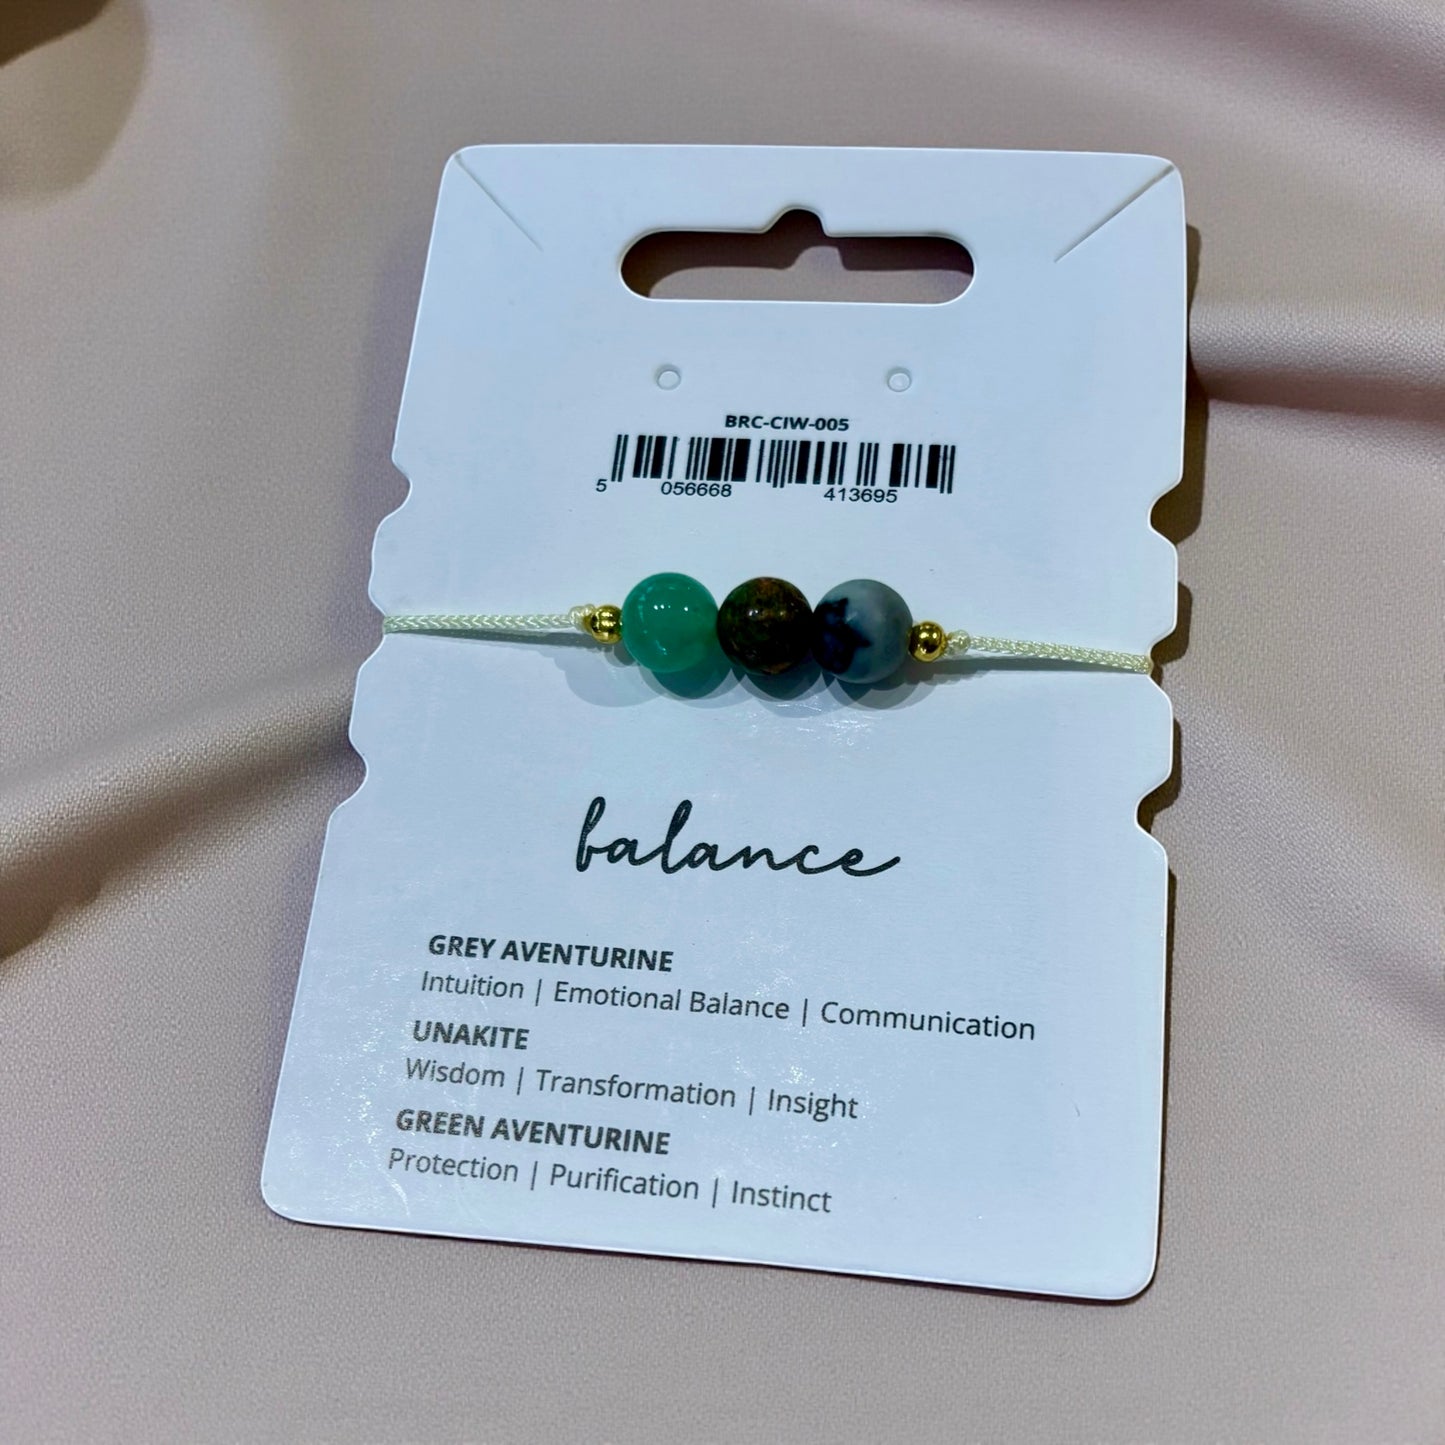 BRC-CIW-005
5 056668 413695
balance
GREY AVENTURINE
Intuition | Emotional Balance | Communication
UNAKITE
Wisdom | Transformation | Insight
GREEN AVENTURINE
Protection | Purification | Instinct